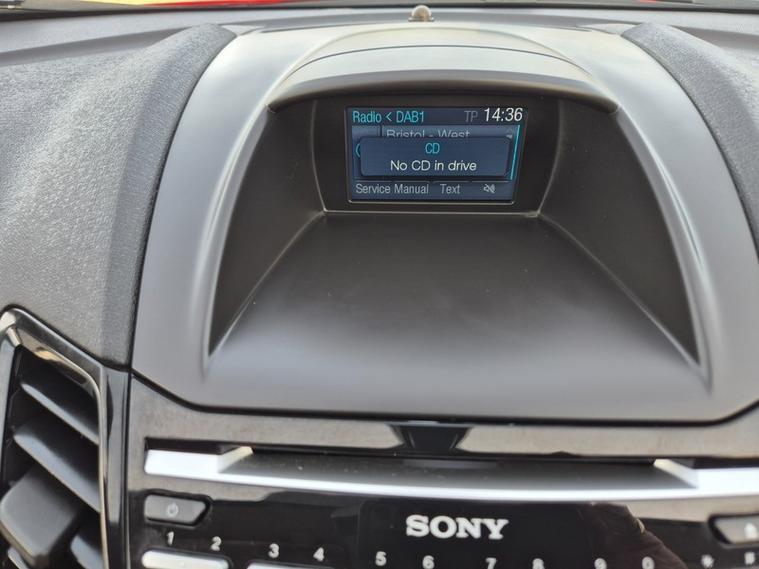 Radio < DAB1 TP 14:36
Bristol - West
CD
No CD in drive
Service Manual Text
SONY
1 2 3 4 5 6 7 8 9 0 * #